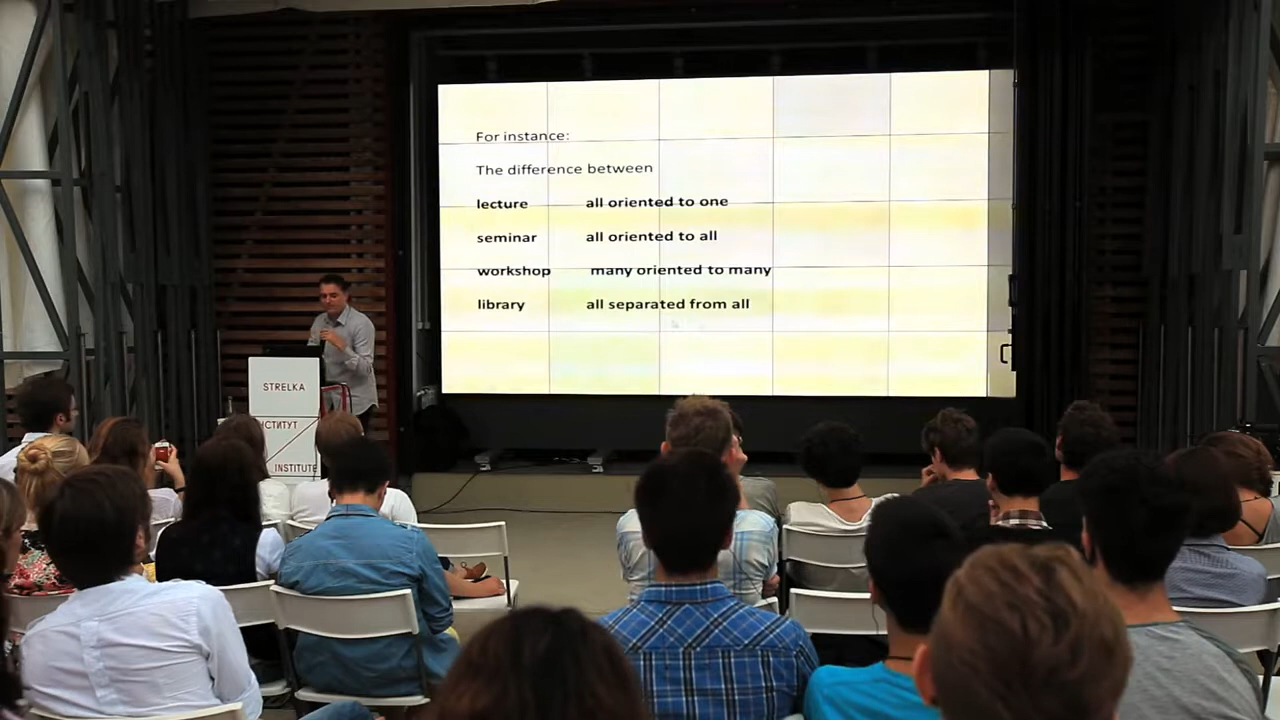 For instance:
The difference between
lecture all oriented to one
seminar all oriented to all
workshop many oriented to many
library all separated from all
STRELKA
ИНСТИТУТ
INSTITUTE